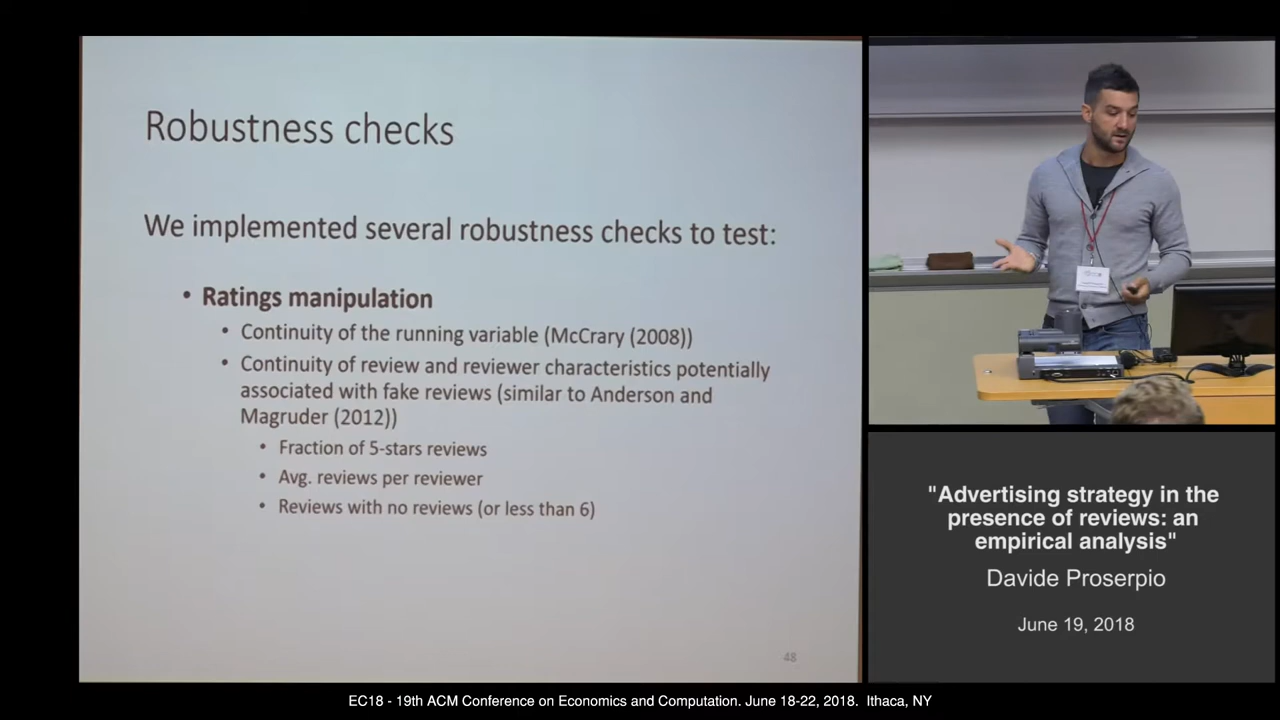 Robustness checks
We implemented several robustness checks to test:
• Ratings manipulation
• Continuity of the running variable (McCrary (2008))
• Continuity of review and reviewer characteristics potentially
associated with fake reviews (similar to Anderson and
Magruder (2012))
• Fraction of 5-stars reviews
• Avg. reviews per reviewer
• Reviews with no reviews (or less than 6)
48
"Advertising strategy in the
presence of reviews: an
empirical analysis"
Davide Proserpio
June 19, 2018
EC18 - 19th ACM Conference on Economics and Computation. June 18-22, 2018. Ithaca, NY